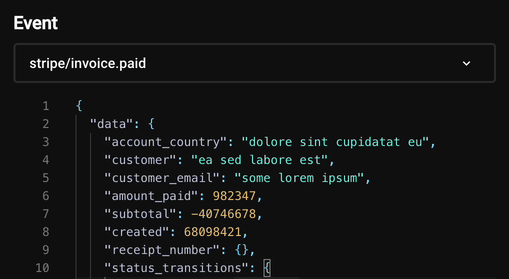 Event
stripe/invoice.paid
1 {
2 "data": {
3 "account_country": "dolore sint cupidatat eu",
4 "customer": "ea sed labore est",
5 "customer_email": "some lorem ipsum",
6 "amount_paid": 982347,
7 "subtotal": -40746678,
8 "created": 68098421,
9 "receipt_number": {},
10 "status_transitions": {